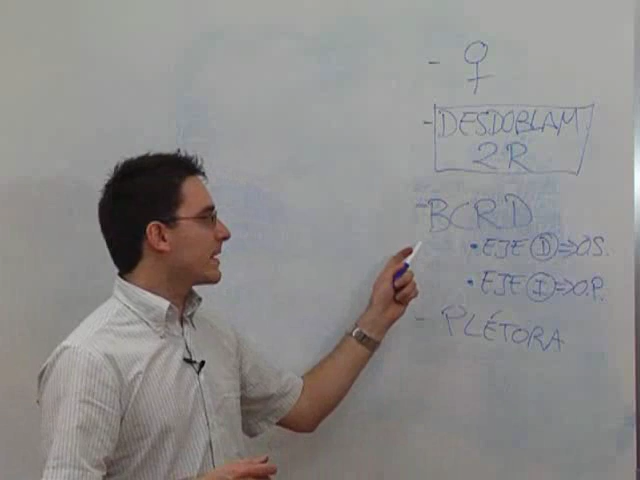 - ♀
- DESDOBLAM
2R
- BCRD
• EJE Ⓓ => O.S.
• EJE Ⓘ => O.P.
- PLÉTORA